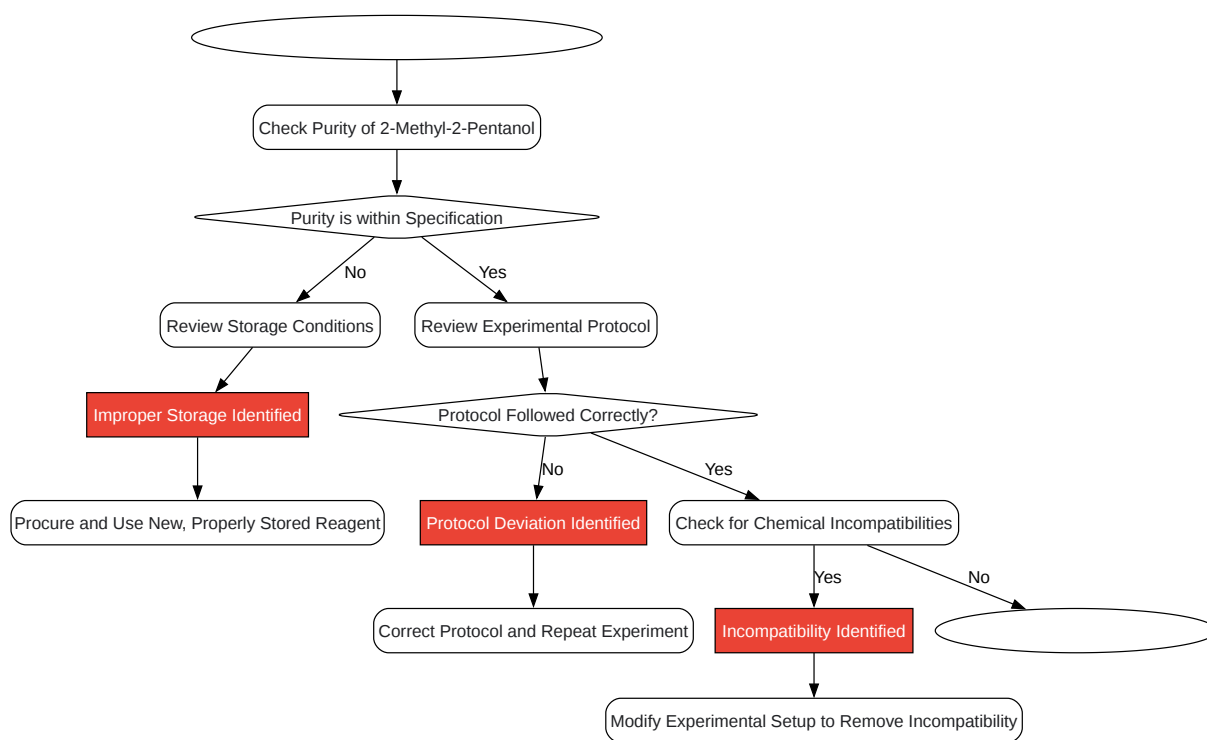 Check Purity of 2-Methyl-2-Pentanol
Purity is within Specification
No
Yes
Review Storage Conditions
Review Experimental Protocol
Improper Storage Identified
Protocol Followed Correctly?
No
Yes
Procure and Use New, Properly Stored Reagent
Protocol Deviation Identified
Check for Chemical Incompatibilities
Yes
No
Correct Protocol and Repeat Experiment
Incompatibility Identified
Modify Experimental Setup to Remove Incompatibility